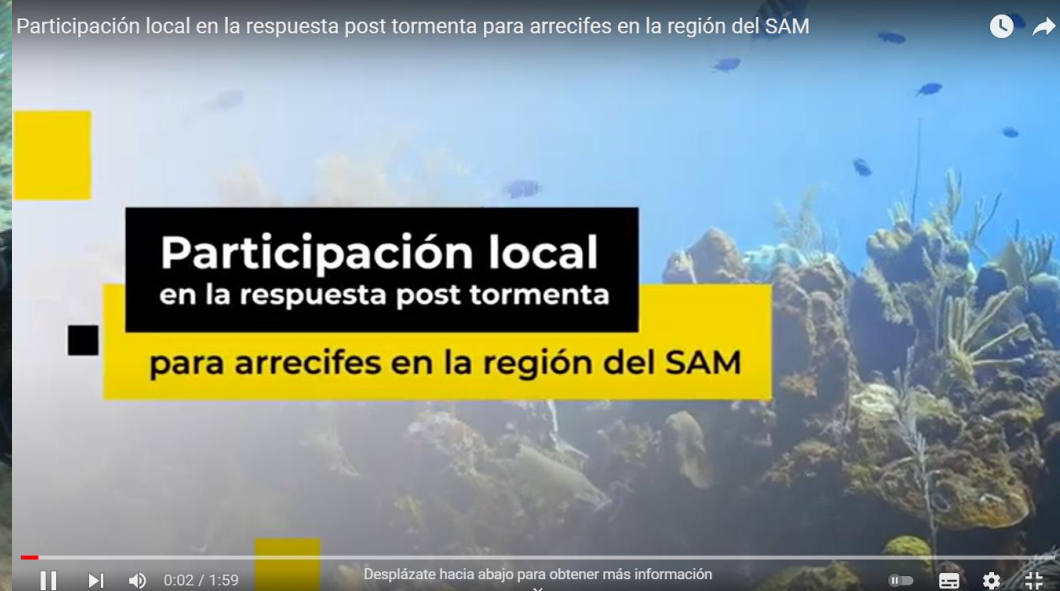 Participación local en la respuesta post tormenta para arrecifes en la región del SAM
Participación local
en la respuesta post tormenta
para arrecifes en la región del SAM
0:02 / 1:59
Desplázate hacia abajo para obtener más información